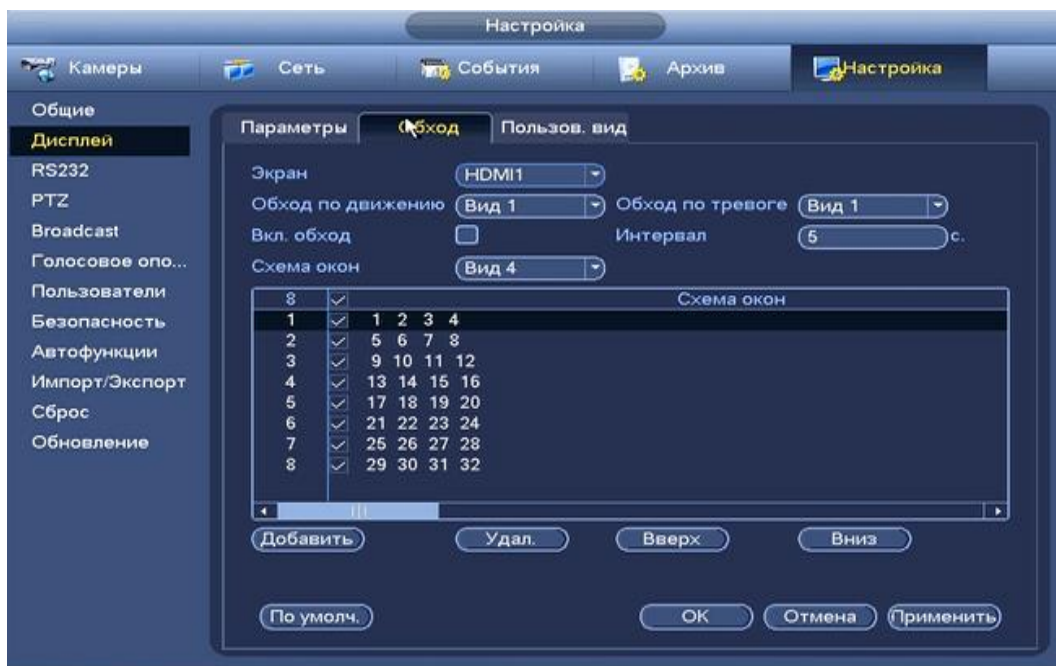 Настройка
Камеры Сеть События Архив Настройка
Общие
Дисплей
RS232
PTZ
Broadcast
Голосовое опо...
Пользователи
Безопасность
Автофункции
Импорт/Экспорт
Сброс
Обновление
Параметры Обход Пользов. вид
Экран HDMI1
Обход по движению Вид 1 Обход по тревоге Вид 1
Вкл. обход Интервал 5 с.
Схема окон Вид 4
8 Схема окон
1 1 2 3 4
2 5 6 7 8
3 9 10 11 12
4 13 14 15 16
5 17 18 19 20
6 21 22 23 24
7 25 26 27 28
8 29 30 31 32
Добавить Удал. Вверх Вниз
По умолч. OK Отмена Применить